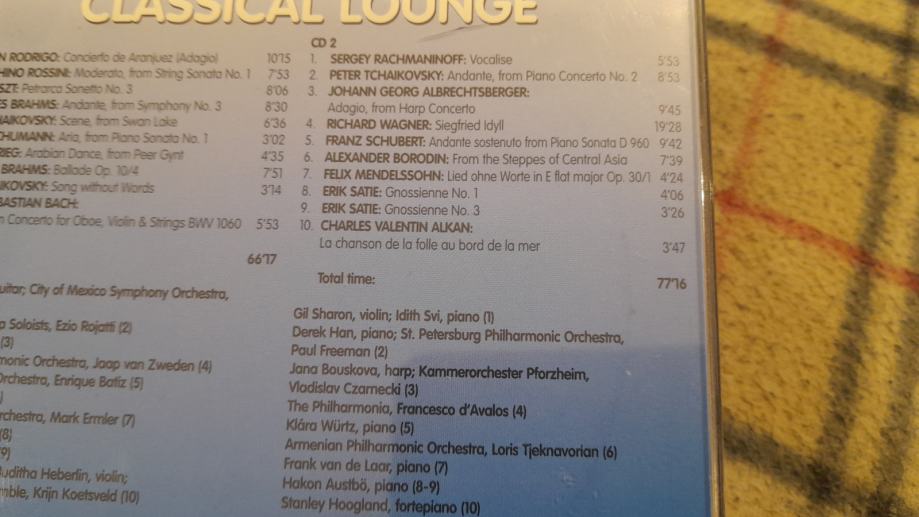 CLASSICAL LOUNGE
N RODRIGO: Concierto de Aranjuez (Adagio) 10'15
HINO ROSSINI: Moderato, from String Sonata No. 1 7'53
SZT: Petrarca Sonetto No. 3 8'06
ES BRAHMS: Andante, from Symphony No. 3 8'30
HAIKOVSKY: Scene, from Swan Lake 6'36
CHUMANN: Aria, from Piano Sonata No. 1 3'02
RIEG: Arabian Dance, from Peer Gynt 4'35
BRAHMS: Ballade Op. 10/4 7'51
IKOVSKY: Song without Words 3'14
BASTIAN BACH:
n Concerto for Oboe, Violin & Strings BWV 1060 5'53
66'17
uitar; City of Mexico Symphony Orchestra,
p Soloists, Ezio Rojatti (2)
(3)
monic Orchestra, Jaap van Zweden (4)
Orchestra, Enrique Batiz (5)
)
rchestra, Mark Ermler (7)
(8)
(9)
Juditha Heberlin, violin;
mble, Krijn Koetsveld (10)
CD 2
1. SERGEY RACHMANINOFF: Vocalise 5'53
2. PETER TCHAIKOVSKY: Andante, from Piano Concerto No. 2 8'53
3. JOHANN GEORG ALBRECHTSBERGER:
Adagio, from Harp Concerto 9'45
4. RICHARD WAGNER: Siegfried Idyll 19'28
5. FRANZ SCHUBERT: Andante sostenuto from Piano Sonata D 960 9'42
6. ALEXANDER BORODIN: From the Steppes of Central Asia 7'39
7. FELIX MENDELSSOHN: Lied ohne Worte in E flat major Op. 30/1 4'24
8. ERIK SATIE: Gnossienne No. 1 4'06
9. ERIK SATIE: Gnossienne No. 3 3'26
10. CHARLES VALENTIN ALKAN:
La chanson de la folle au bord de la mer 3'47
Total time: 77'16
Gil Sharon, violin; Idith Svi, piano (1)
Derek Han, piano; St. Petersburg Philharmonic Orchestra,
Paul Freeman (2)
Jana Bouskova, harp; Kammerorchester Pforzheim,
Vladislav Czarnecki (3)
The Philharmonia, Francesco d'Avalos (4)
Klára Würtz, piano (5)
Armenian Philharmonic Orchestra, Loris Tjeknavorian (6)
Frank van de Laar, piano (7)
Hakon Austbö, piano (8-9)
Stanley Hoogland, fortepiano (10)